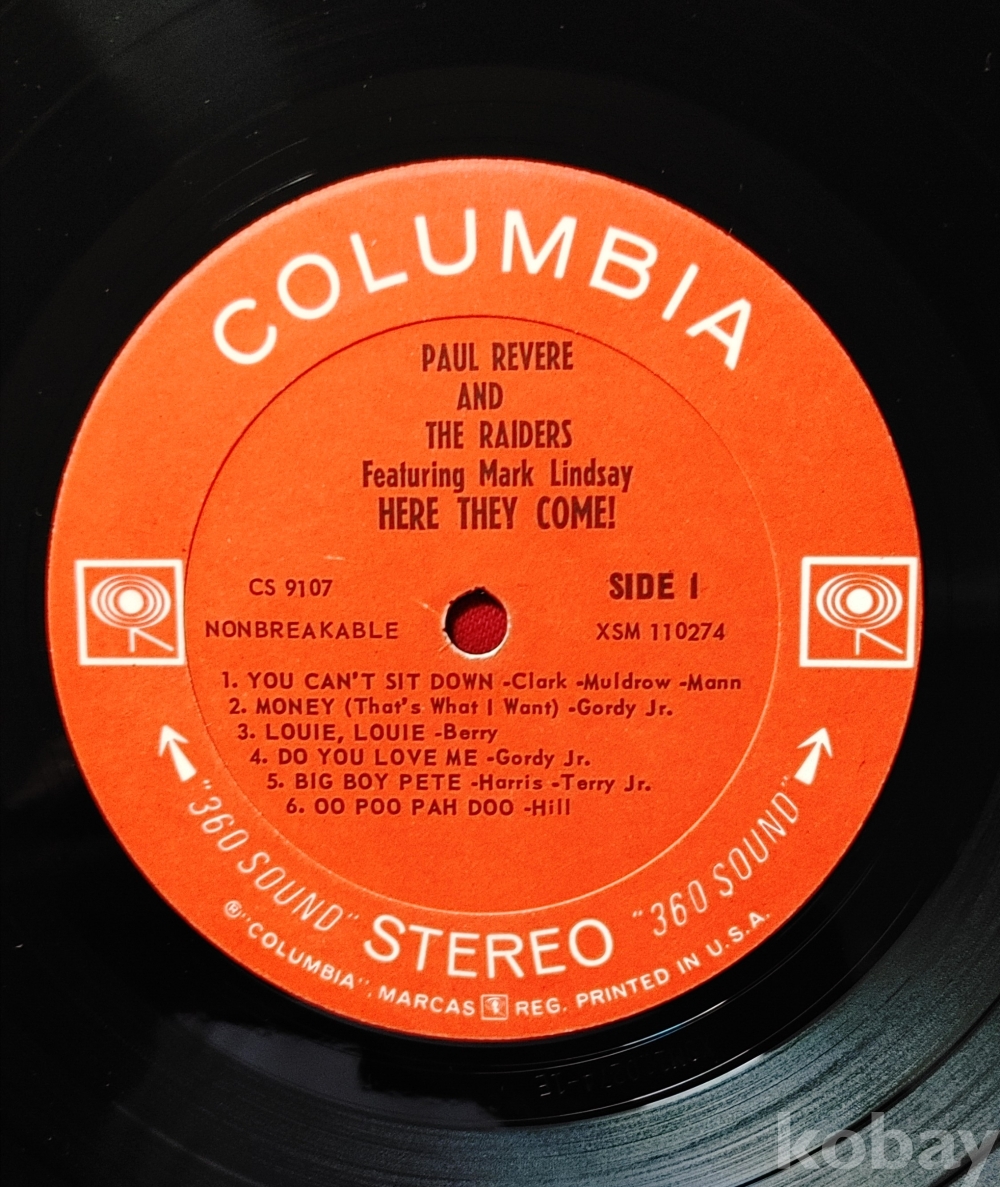 COLUMBIA
PAUL REVERE
AND
THE RAIDERS
Featuring Mark Lindsay
HERE THEY COME!
CS 9107
SIDE 1
NONBREAKABLE
XSM 110274
1. YOU CAN'T SIT DOWN -Clark -Muldrow -Mann
2. MONEY (That's What I Want) -Gordy Jr.
3. LOUIE, LOUIE -Berry
4. DO YOU LOVE ME -Gordy Jr.
5. BIG BOY PETE -Harris -Terry Jr.
6. OO POO PAH DOO -Hill
"360 SOUND" STEREO "360 SOUND"
® "COLUMBIA", MARCAS REG. PRINTED IN U.S.A.
kobay